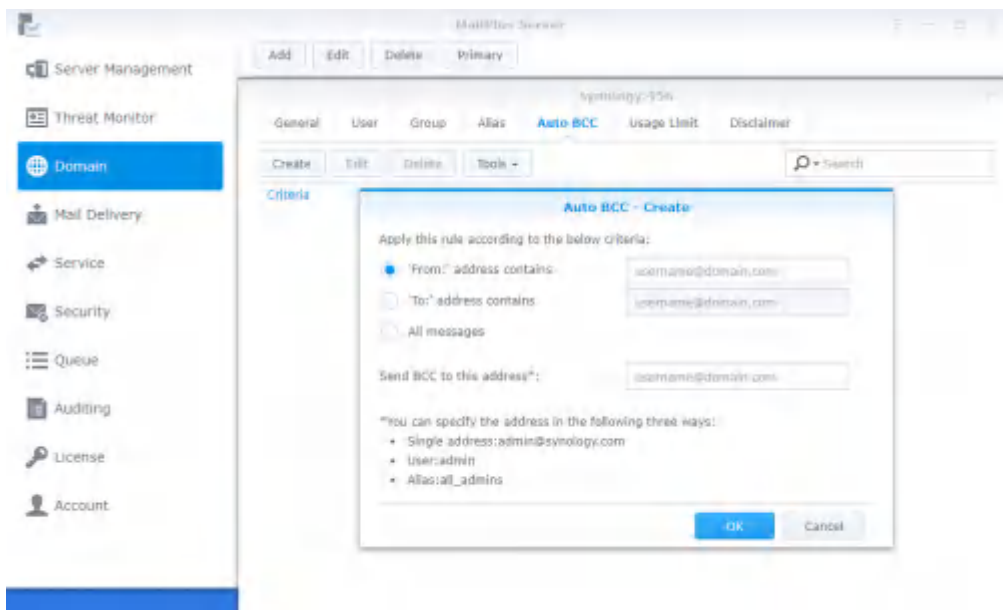 MailPlus Server
Add Edit Delete Primary
Server Management
Threat Monitor
Domain
Mail Delivery
Service
Security
Queue
Auditing
License
Account
General User Group Alias Auto BCC Usage Limit Disclaimer
Create Edit Delete Tools
Search
Criteria
Auto BCC - Create
Apply this rule according to the below criteria:
'From:' address contains username@domain.com
'To:' address contains username@domain.com
All messages
Send BCC to this address*: username@domain.com
*You can specify the address in the following three ways:
• Single address:admin@synology.com
• User:admin
• Alias:all_admins
OK Cancel